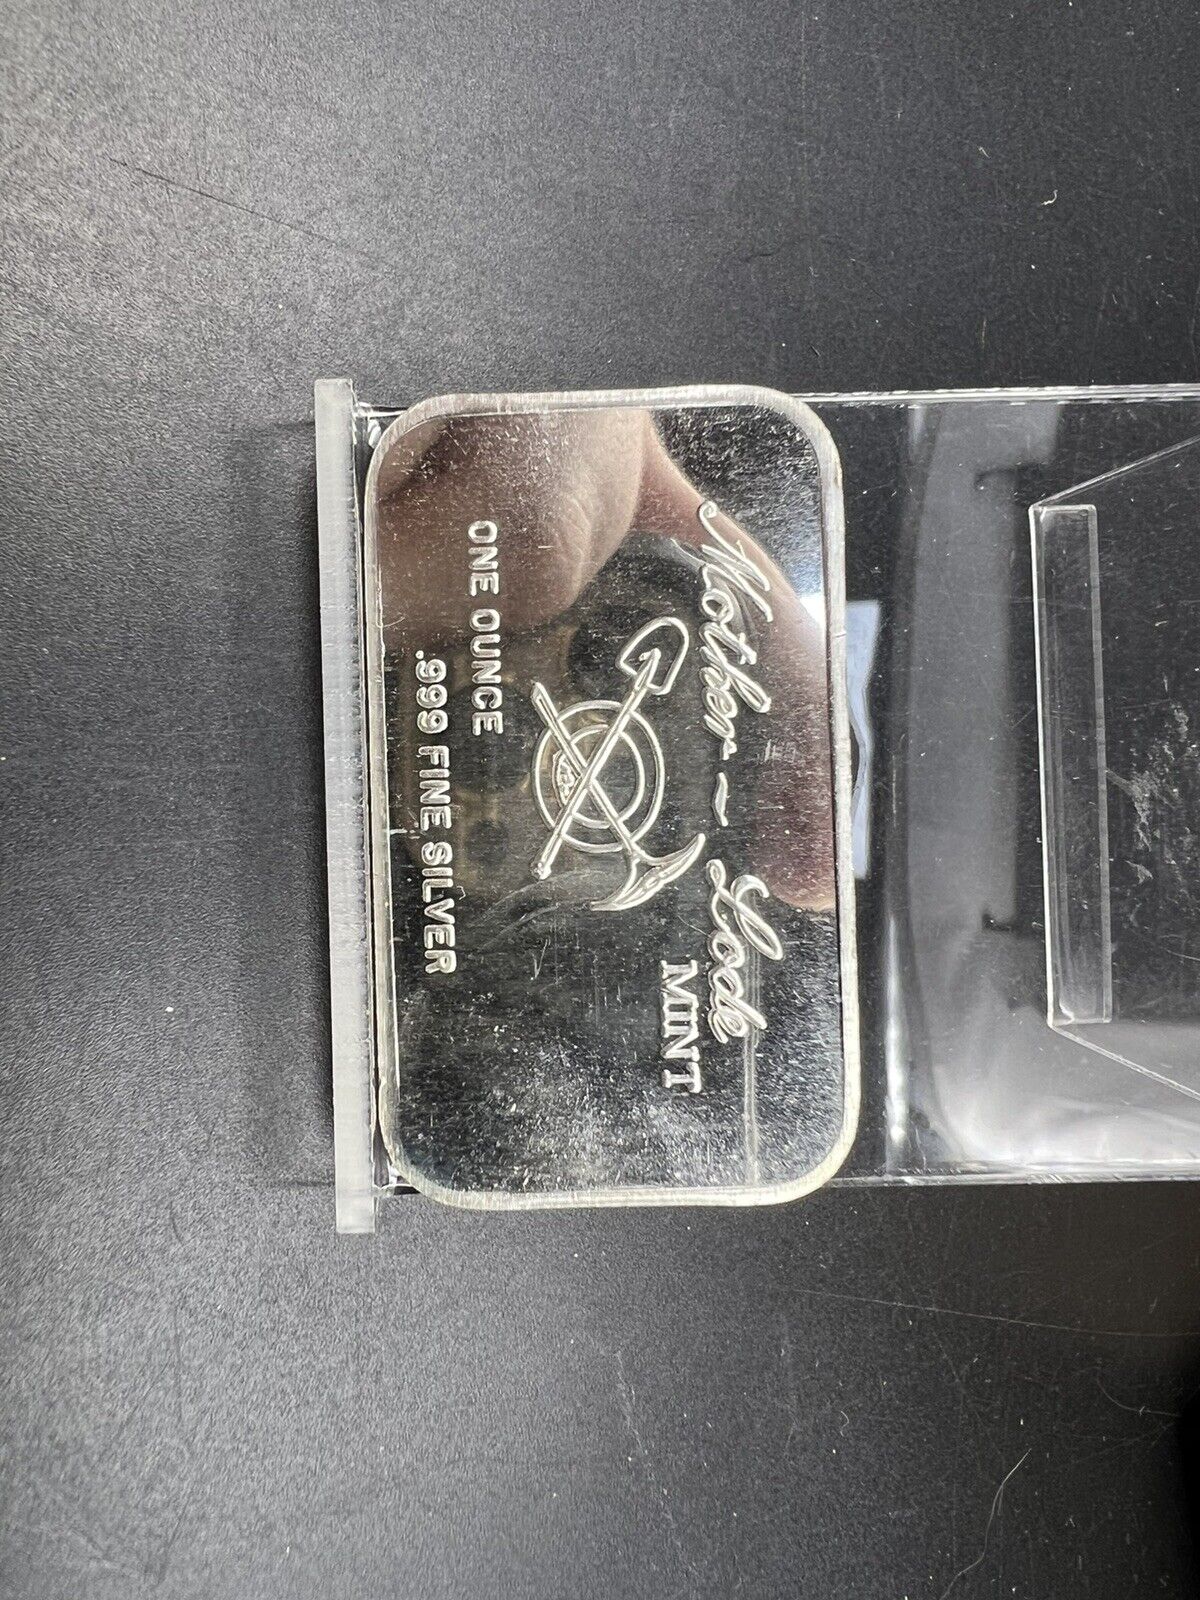 Mother ~ Lode
MINT
ONE OUNCE
.999 FINE SILVER